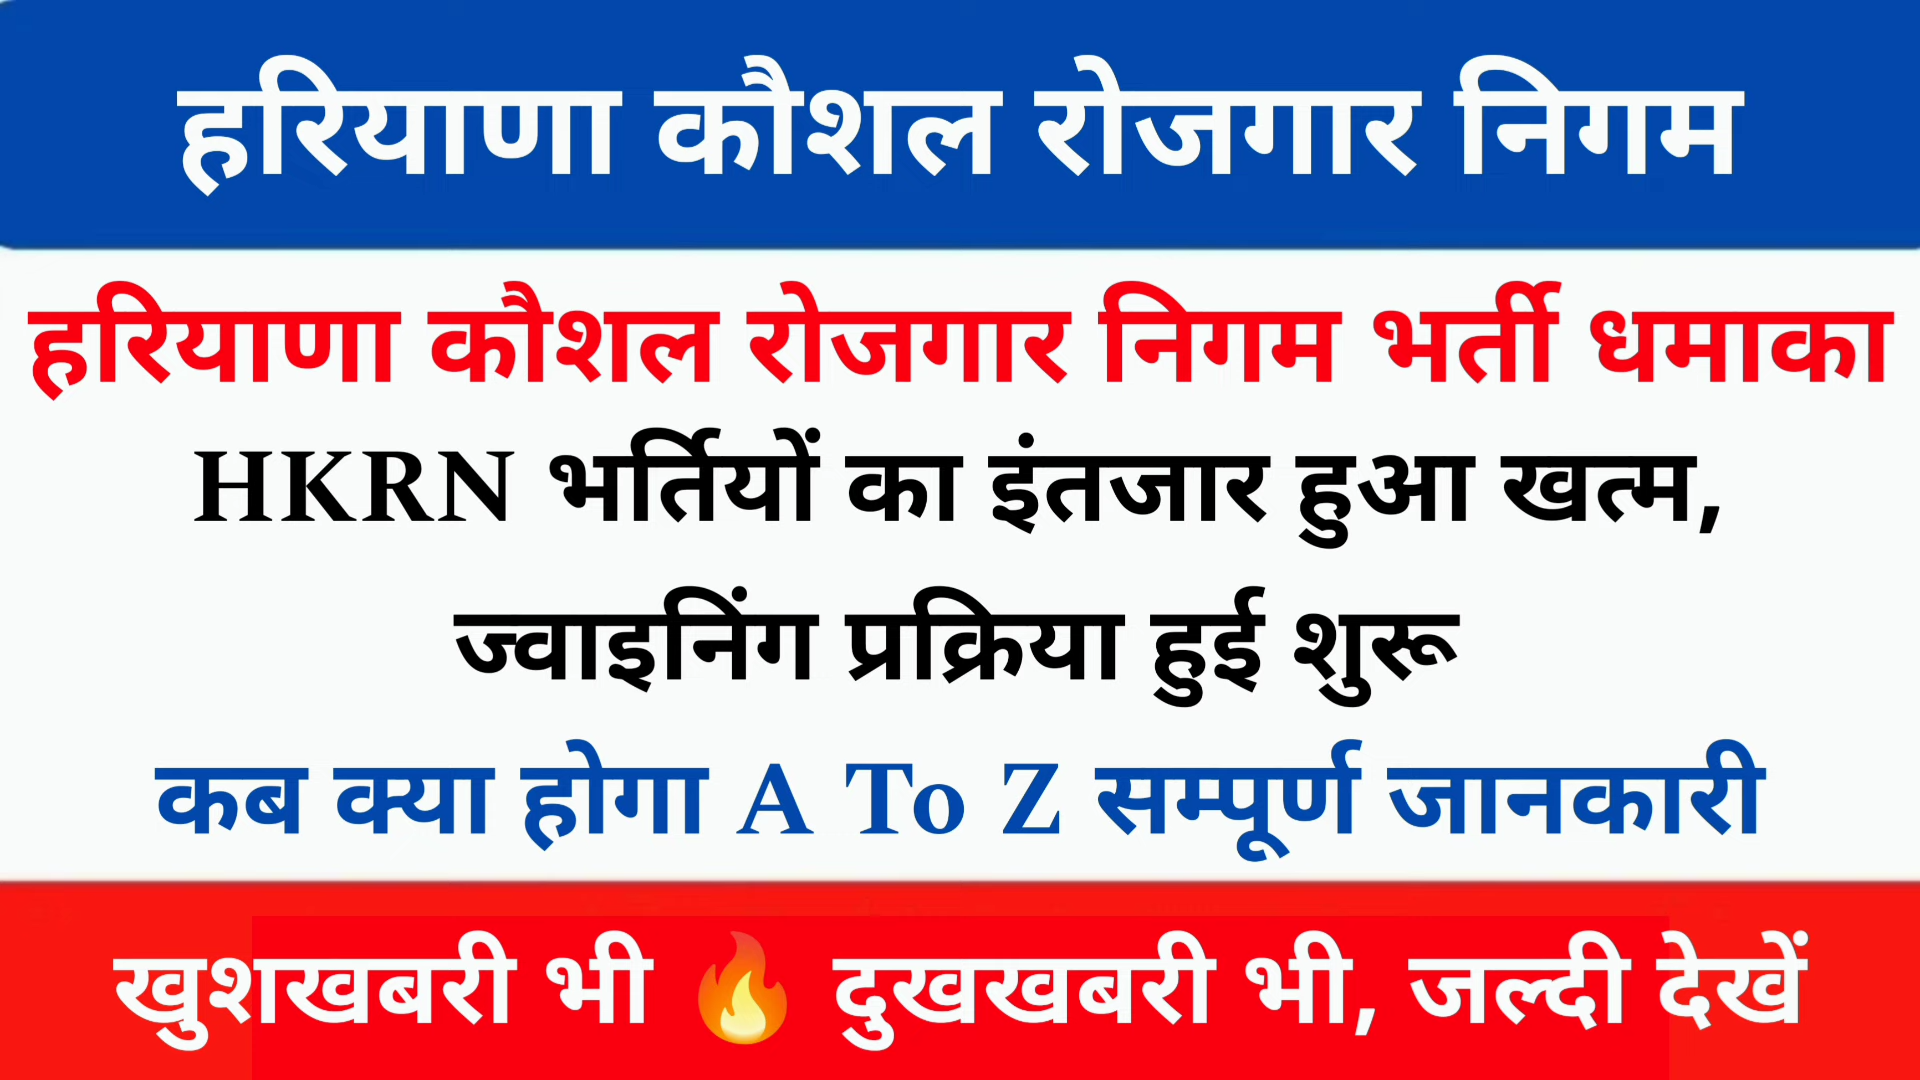 हरियाणा कौशल रोजगार निगम
हरियाणा कौशल रोजगार निगम भर्ती धमाका
HKRN भर्तियों का इंतजार हुआ खत्म,
ज्वाइनिंग प्रक्रिया हुई शुरू
कब क्या होगा A To Z सम्पूर्ण जानकारी
खुशखबरी भी 🔥 दुखखबरी भी, जल्दी देखें